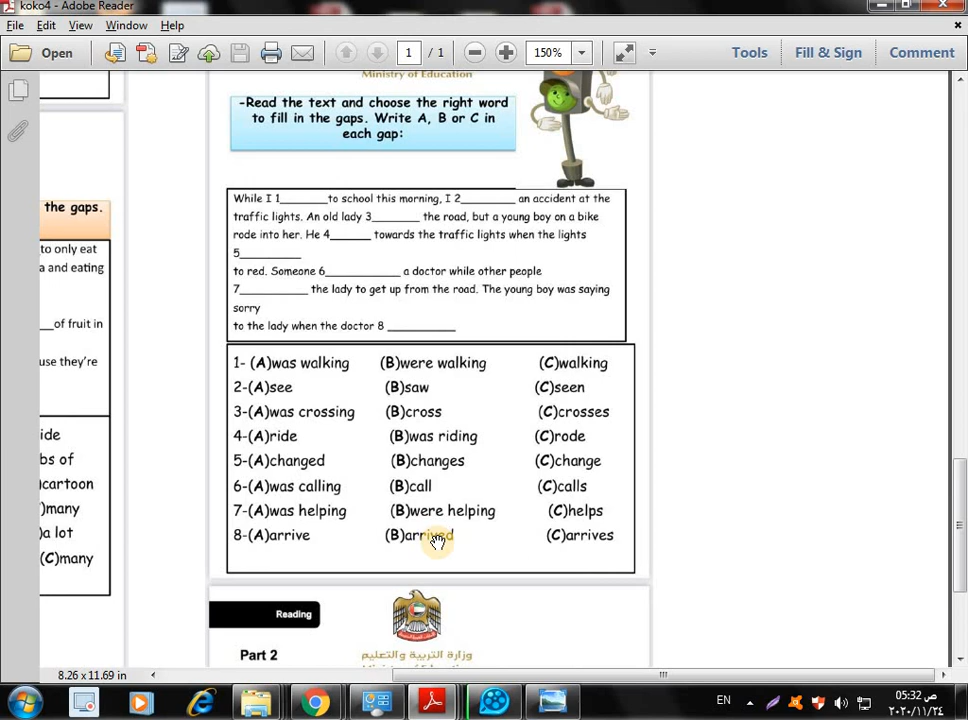 koko4 - Adobe Reader
File Edit View Window Help
Open 1 / 1 150% Tools Fill & Sign Comment
Ministry of Education
-Read the text and choose the right word
to fill in the gaps. Write A, B or C in
each gap:
the gaps.
to only eat
a and eating
__of fruit in
use they're
ide
bs of
)cartoon
)many
)a lot
(C)many
While I 1________to school this morning, I 2_________ an accident at the
traffic lights. An old lady 3________ the road, but a young boy on a bike
rode into her. He 4_______ towards the traffic lights when the lights
5___________
to red. Someone 6_____________ a doctor while other people
7____________ the lady to get up from the road. The young boy was saying
sorry
to the lady when the doctor 8 ____________
1- (A)was walking (B)were walking (C)walking
2-(A)see (B)saw (C)seen
3-(A)was crossing (B)cross (C)crosses
4-(A)ride (B)was riding (C)rode
5-(A)changed (B)changes (C)change
6-(A)was calling (B)call (C)calls
7-(A)was helping (B)were helping (C)helps
8-(A)arrive (B)arrived (C)arrives
Reading
Part 2
وزارة التربية والتعليم
8.26 x 11.69 in
EN
05:32 ص
٢٠٢٠/١١/٢٤